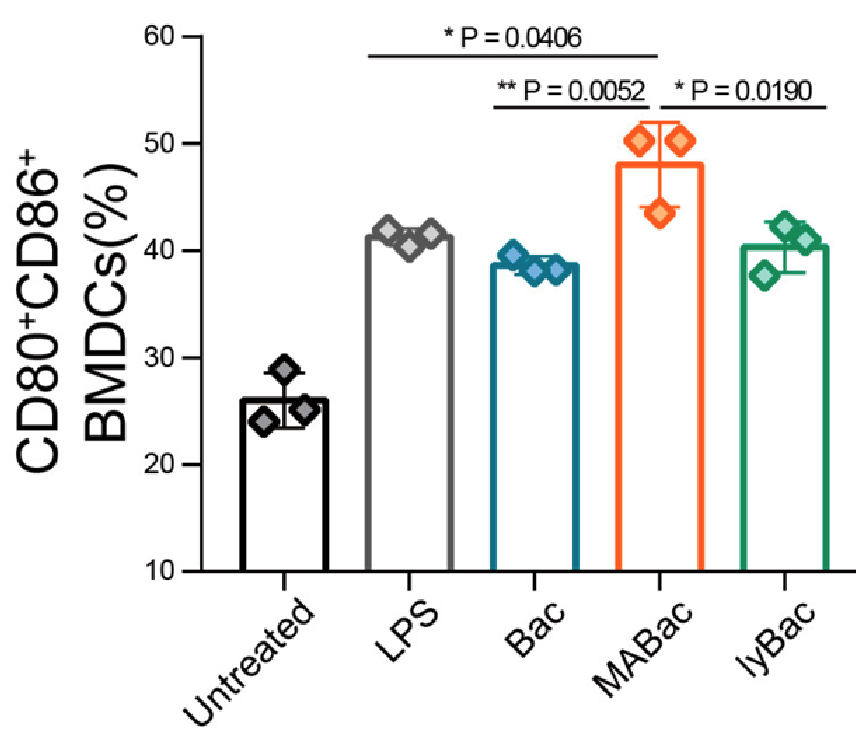 CD80⁺CD86⁺
BMDCs(%)
60
50
40
30
20
10
* P = 0.0406
** P = 0.0052
* P = 0.0190
Untreated
LPS
Bac
MABac
lyBac